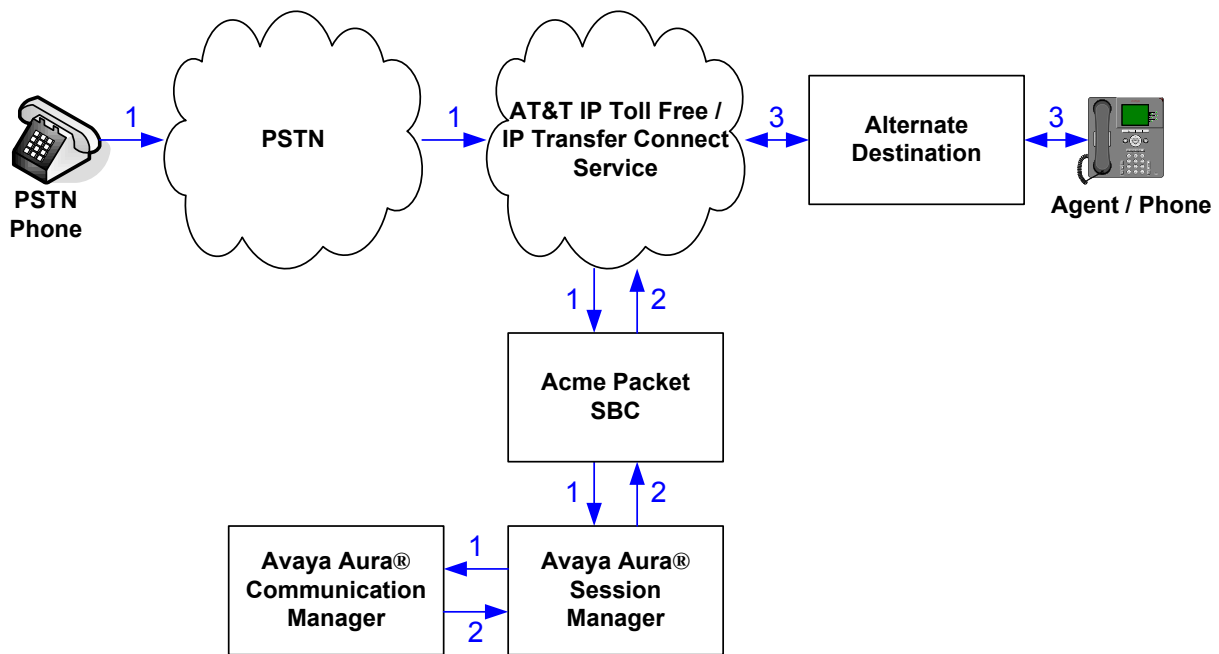 1
PSTN
Phone
PSTN
1
AT&T IP Toll Free /
IP Transfer Connect
Service
3
Alternate
Destination
3
Agent / Phone
1
2
Acme Packet
SBC
1
2
Avaya Aura®
Communication
Manager
1
2
Avaya Aura®
Session
Manager